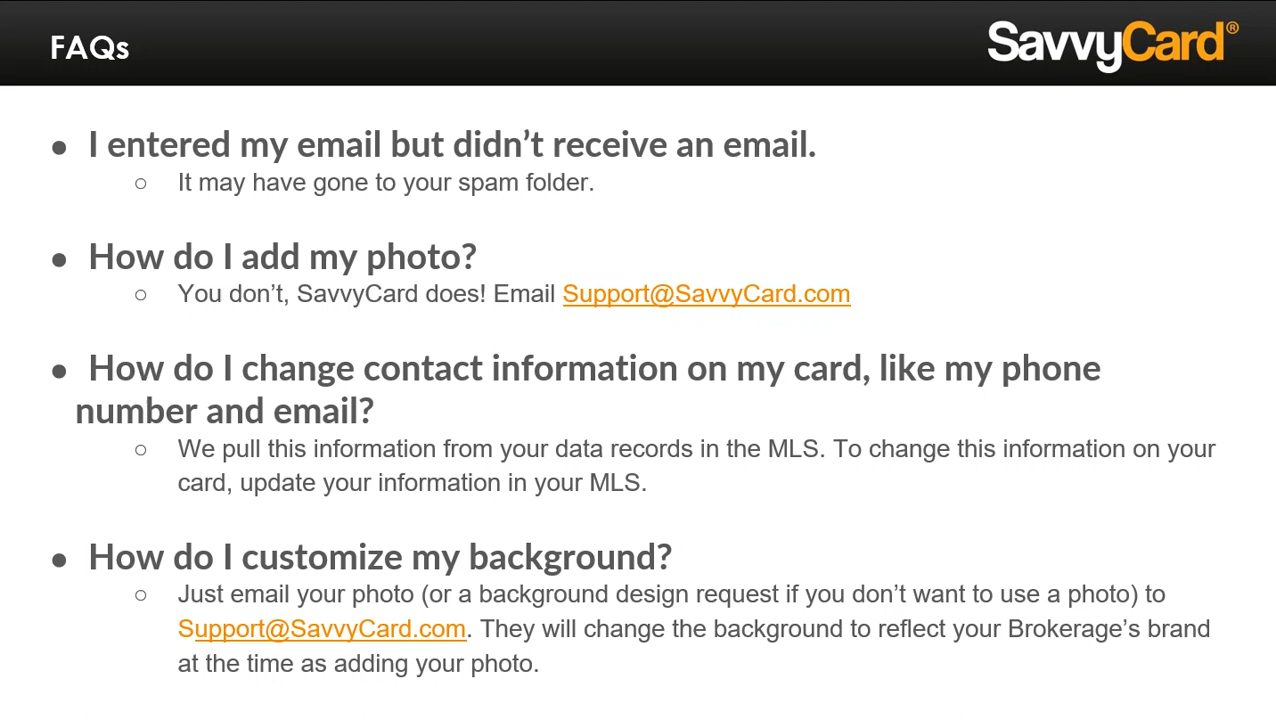 FAQs
SavvyCard®
● I entered my email but didn’t receive an email.
○ It may have gone to your spam folder.
● How do I add my photo?
○ You don’t, SavvyCard does! Email Support@SavvyCard.com
● How do I change contact information on my card, like my phone
number and email?
○ We pull this information from your data records in the MLS. To change this information on your
card, update your information in your MLS.
● How do I customize my background?
○ Just email your photo (or a background design request if you don’t want to use a photo) to
Support@SavvyCard.com. They will change the background to reflect your Brokerage’s brand
at the time as adding your photo.